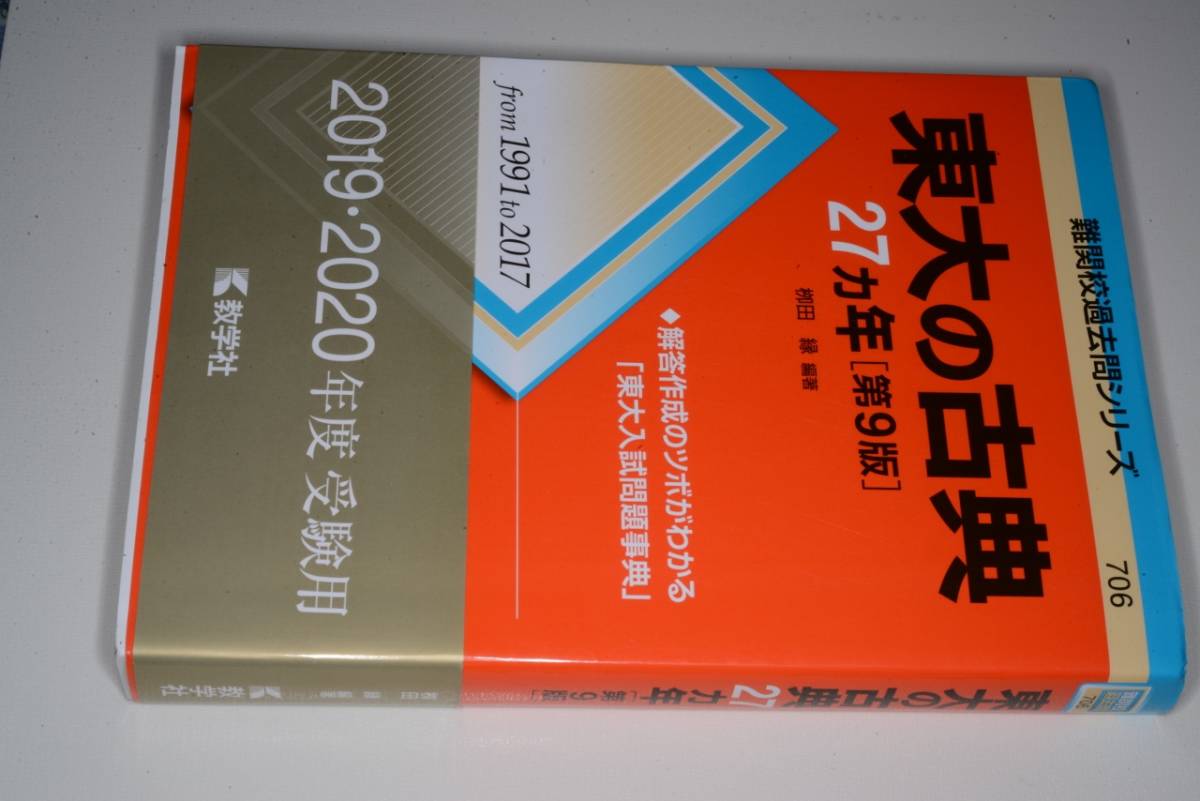 難関校過去問シリーズ
706
東大の古典
27カ年[第9版]
栁田 縁 編著
◆解答作成のツボがわかる
「東大入試問題事典」
from 1991 to 2017
2019・2020年度 受験用
教学社
東大の古典 27カ年[第9版]
706
教学社